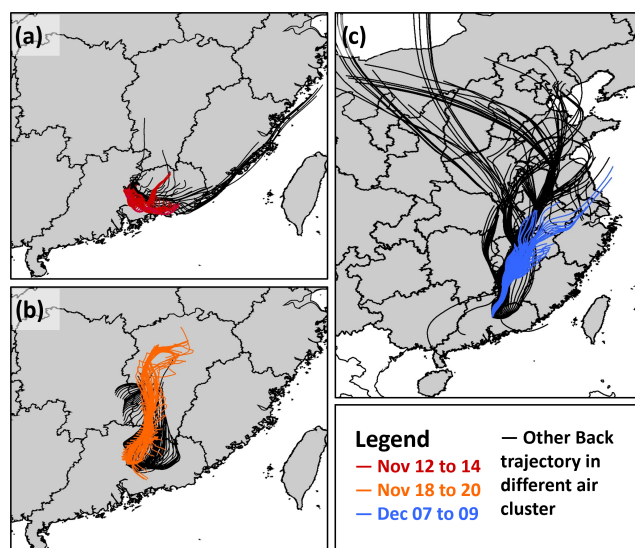 (a)
(b)
(c)
Legend
— Nov 12 to 14
— Nov 18 to 20
— Dec 07 to 09
— Other Back
trajectory in
different air
cluster